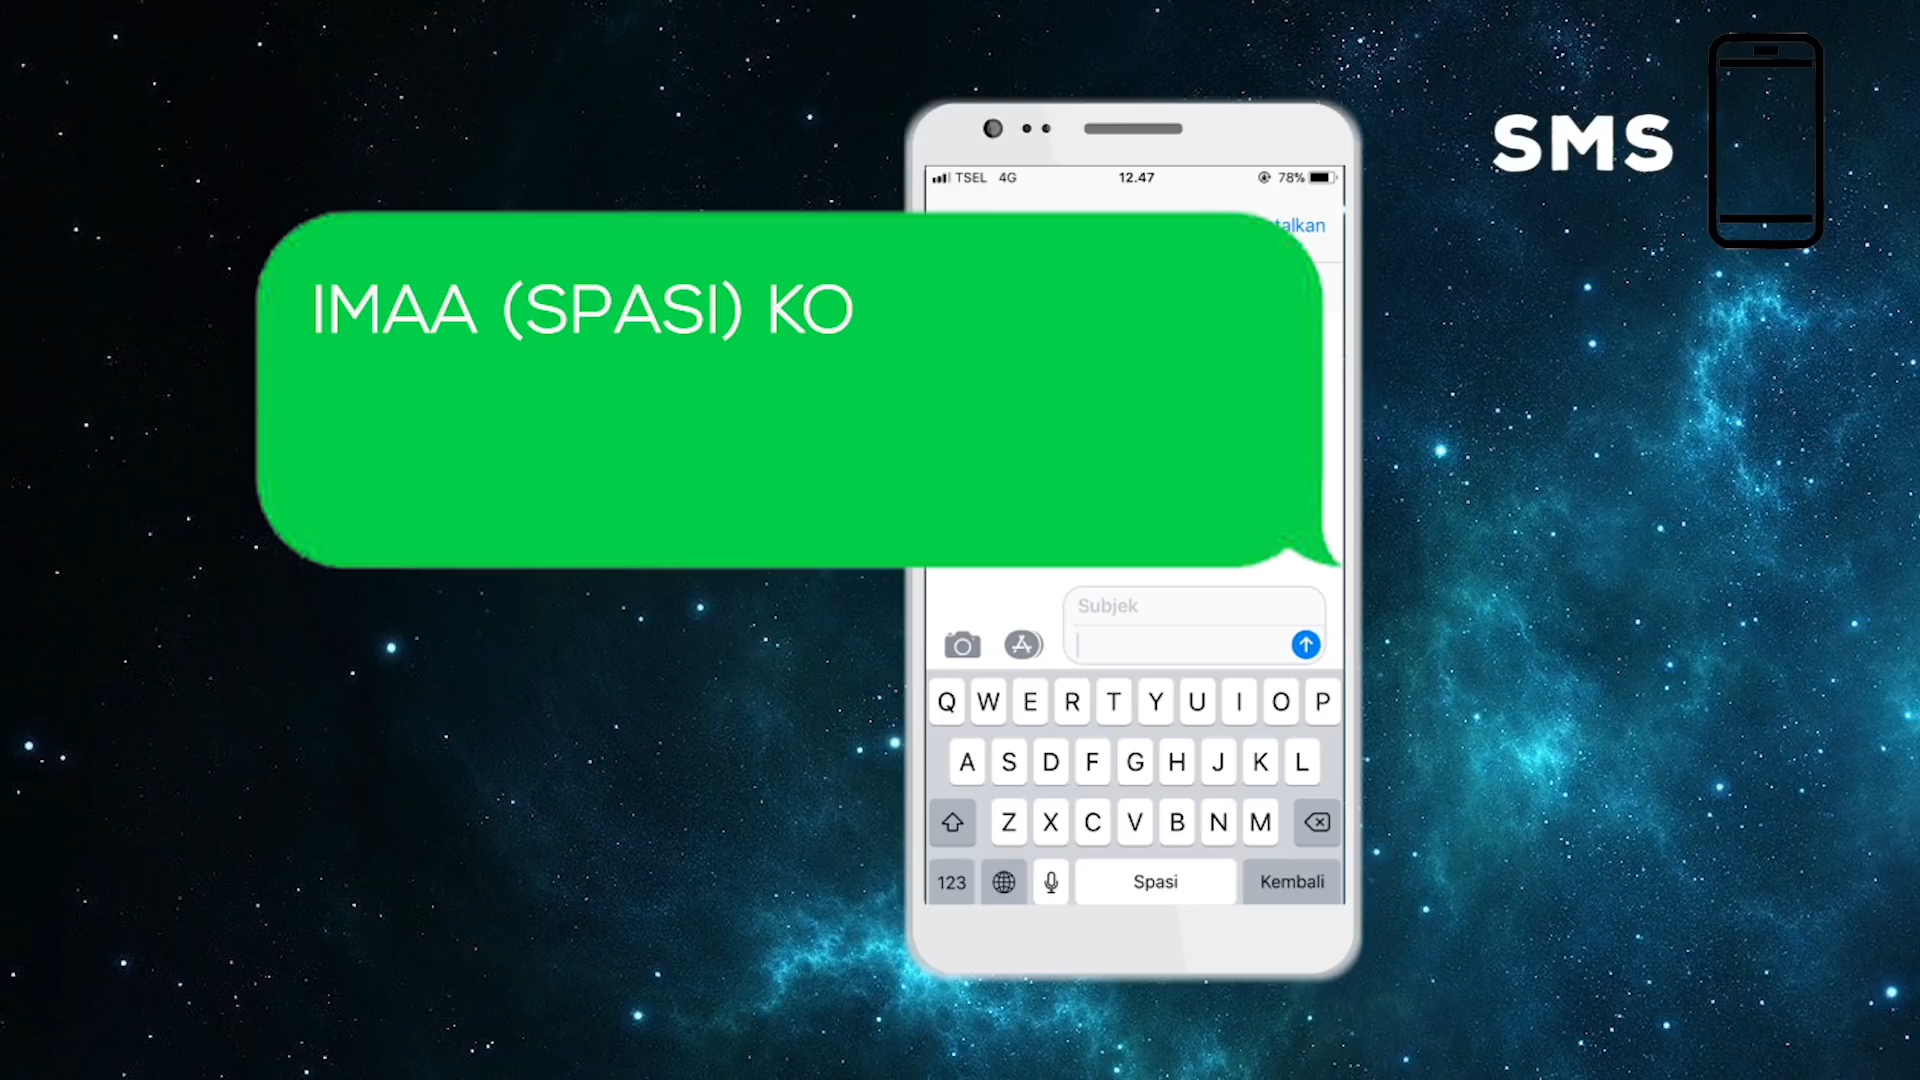 SMS
TSEL 4G 12.47 78%
talkan
IMAA (SPASI) KO
Subjek
Q W E R T Y U I O P
A S D F G H J K L
Z X C V B N M
123 Spasi Kembali